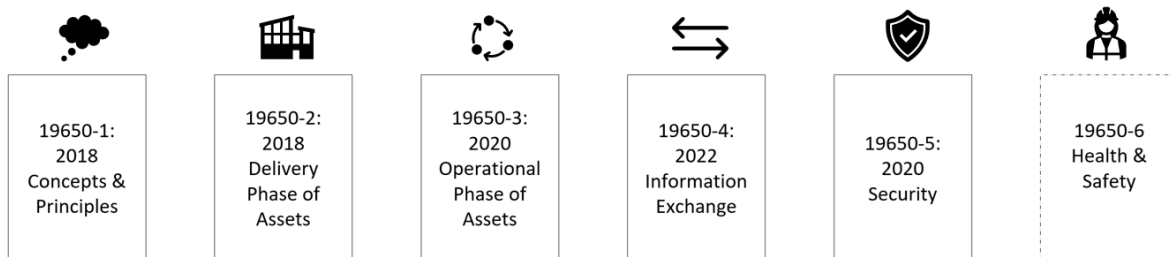 19650-1:
2018
Concepts &
Principles
19650-2:
2018
Delivery
Phase of
Assets
19650-3:
2020
Operational
Phase of
Assets
19650-4:
2022
Information
Exchange
19650-5:
2020
Security
19650-6
Health &
Safety